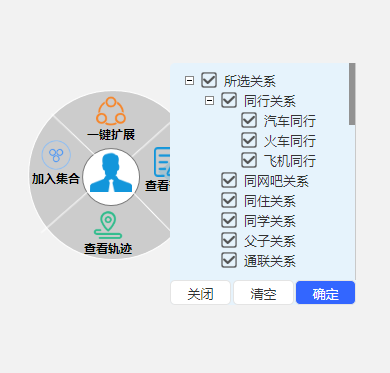 一键扩展
加入集合
查看
查看轨迹
所选关系
同行关系
汽车同行
火车同行
飞机同行
同网吧关系
同住关系
同学关系
父子关系
通联关系
关闭
清空
确定